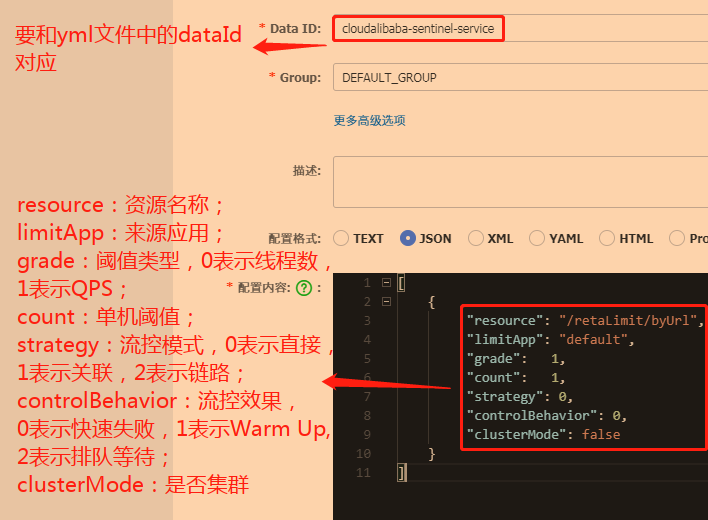 要和yml文件中的dataId
对应
* Data ID:
cloudalibaba-sentinel-service
* Group:
DEFAULT_GROUP
更多高级选项
描述:
配置格式:
TEXT
JSON
XML
YAML
HTML
Pro
* 配置内容: ? :
resource：资源名称；
limitApp：来源应用；
grade：阈值类型，0表示线程数，
1表示QPS；
count：单机阈值；
strategy：流控模式，0表示直接，
1表示关联，2表示链路；
controlBehavior：流控效果，
0表示快速失败，1表示Warm Up,
2表示排队等待；
clusterMode：是否集群
1 [
2 {
3 "resource": "/retaLimit/byUrl",
4 "limitApp": "default",
5 "grade": 1,
6 "count": 1,
7 "strategy": 0,
8 "controlBehavior": 0,
9 "clusterMode": false
10 }
11 ]